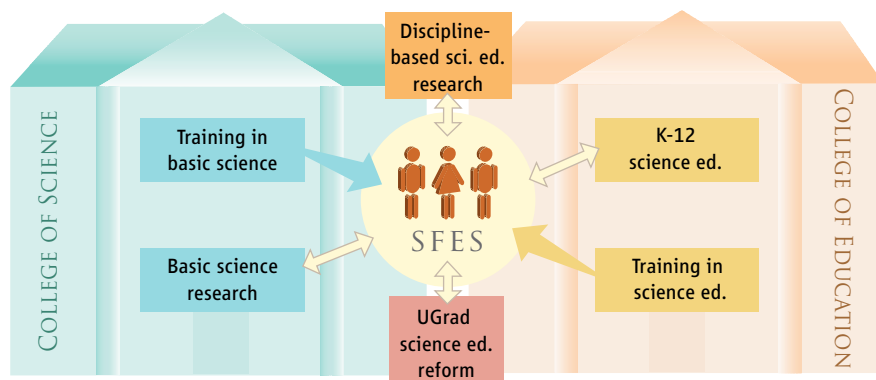 Discipline-
based sci. ed.
research
COLLEGE OF SCIENCE
Training in
basic science
Basic science
research
SFES
UGrad
science ed.
reform
K-12
science ed.
Training in
science ed.
COLLEGE OF EDUCATION